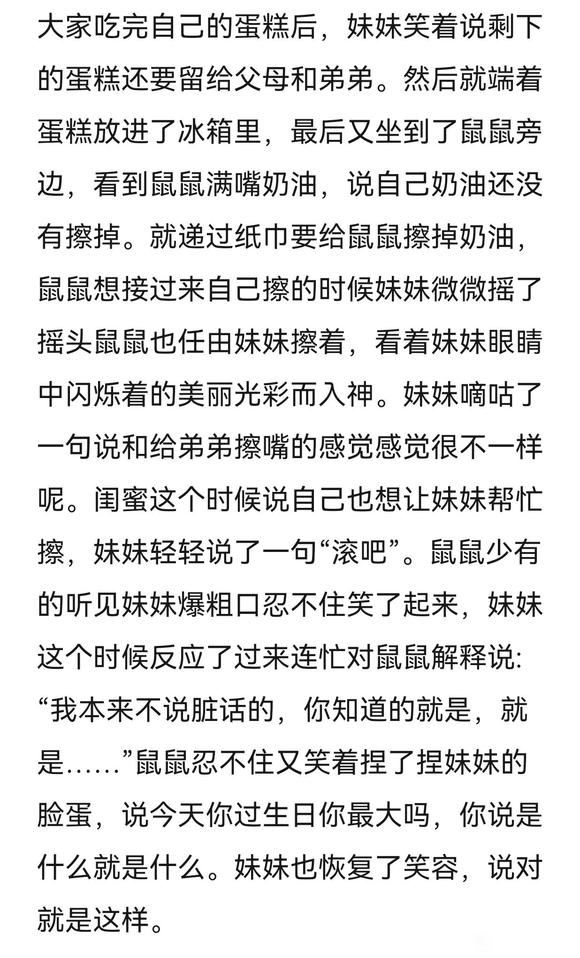 大家吃完自己的蛋糕后，妹妹笑着说剩下
的蛋糕还要留给父母和弟弟。然后就端着
蛋糕放进了冰箱里，最后又坐到了鼠鼠旁
边，看到鼠鼠满嘴奶油，说自己奶油还没
有擦掉。就递过纸巾要给鼠鼠擦掉奶油，
鼠鼠想接过来自己擦的时候妹妹微微摇了
摇头鼠鼠也任由妹妹擦着，看着妹妹眼睛
中闪烁着的美丽光彩而入神。妹妹嘀咕了
一句说和给弟弟擦嘴的感觉感觉很不一样
呢。闺蜜这个时候说自己也想让妹妹帮忙
擦，妹妹轻轻说了一句“滚吧”。鼠鼠少有
的听见妹妹爆粗口忍不住笑了起来，妹妹
这个时候反应了过来连忙对鼠鼠解释说:
“我本来不说脏话的，你知道的就是，就
是……”鼠鼠忍不住又笑着捏了捏妹妹的
脸蛋，说今天你过生日你最大吗，你说是
什么就是什么。妹妹也恢复了笑容，说对
就是这样。